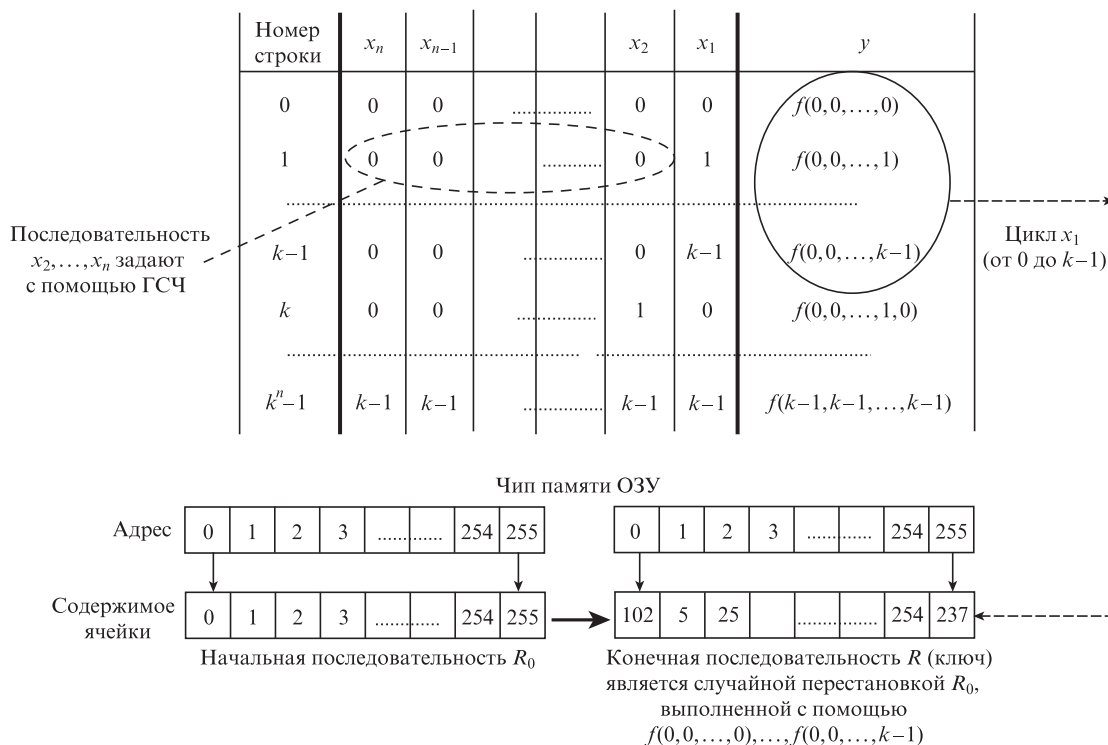 Номер строки x_n x_{n–1} x_2 x_1 y
0 0 0 .................. 0 0 f(0, 0, ..., 0)
1 0 0 ............. 0 1 f(0, 0, ..., 1)
Последовательность
x_2, ..., x_n задают
с помощью ГСЧ
k–1 0 0 ................. 0 k–1 f(0, 0, ..., k–1)
Цикл x_1
(от 0 до k–1)
k 0 0 .................. 1 0 f(0, 0, ..., 1, 0)
k^n–1 k–1 k–1 ................. k–1 k–1 f(k–1, k–1, ..., k–1)
Чип памяти ОЗУ
Адрес 0 1 2 3 ............. 254 255 0 1 2 3 ............. 254 255
Содержимое
ячейки 0 1 2 3 ............. 254 255 102 5 25 ............. 254 237
Начальная последовательность R_0
Конечная последовательность R (ключ)
является случайной перестановкой R_0,
выполненной с помощью
f(0, 0, ..., 0), ..., f(0, 0, ..., k–1)